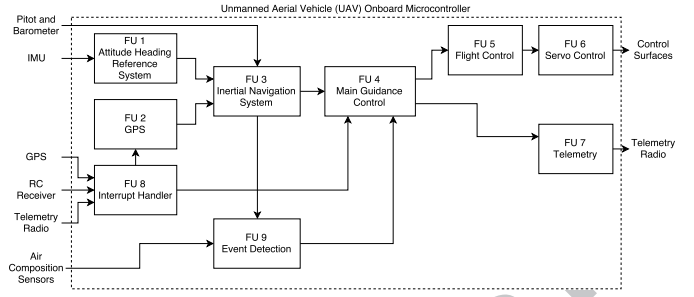 Unmanned Aerial Vehicle (UAV) Onboard Microcontroller
Pitot and
Barometer
IMU
FU 1
Attitude Heading
Reference
System
FU 2
GPS
FU 3
Inertial Navigation
System
FU 4
Main Guidance
Control
FU 5
Flight Control
FU 6
Servo Control
Control
Surfaces
FU 7
Telemetry
Telemetry
Radio
GPS
RC
Receiver
Telemetry
Radio
FU 8
Interrupt Handler
FU 9
Event Detection
Air
Composition
Sensors